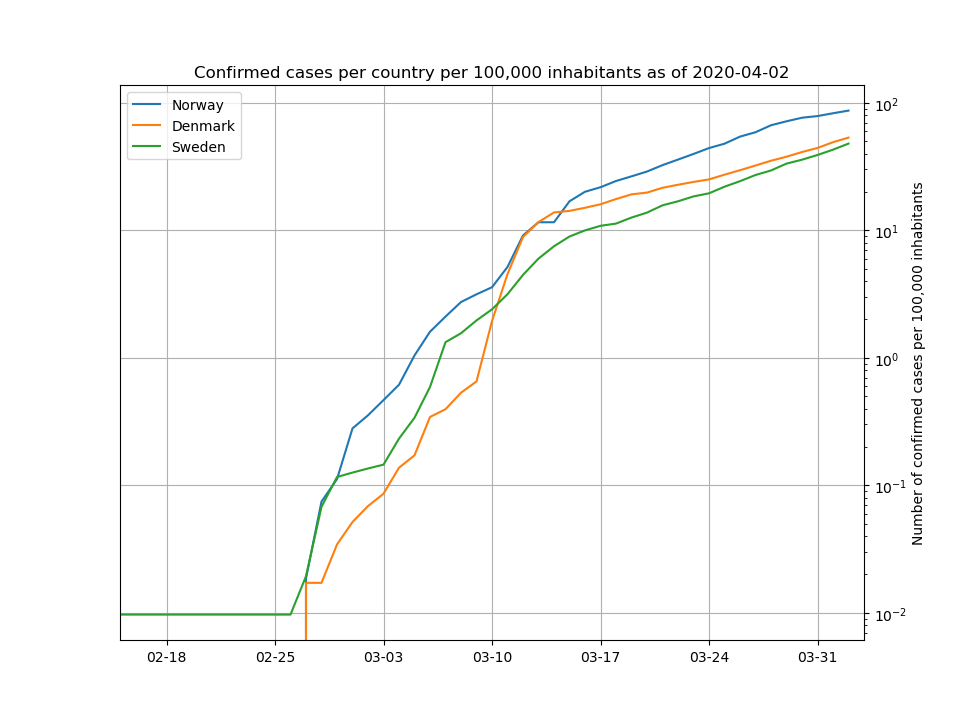 Confirmed cases per country per 100,000 inhabitants as of 2020-04-02
Norway
Denmark
Sweden
10²
10¹
10⁰
10⁻¹
10⁻²
Number of confirmed cases per 100,000 inhabitants
02-18 02-25 03-03 03-10 03-17 03-24 03-31